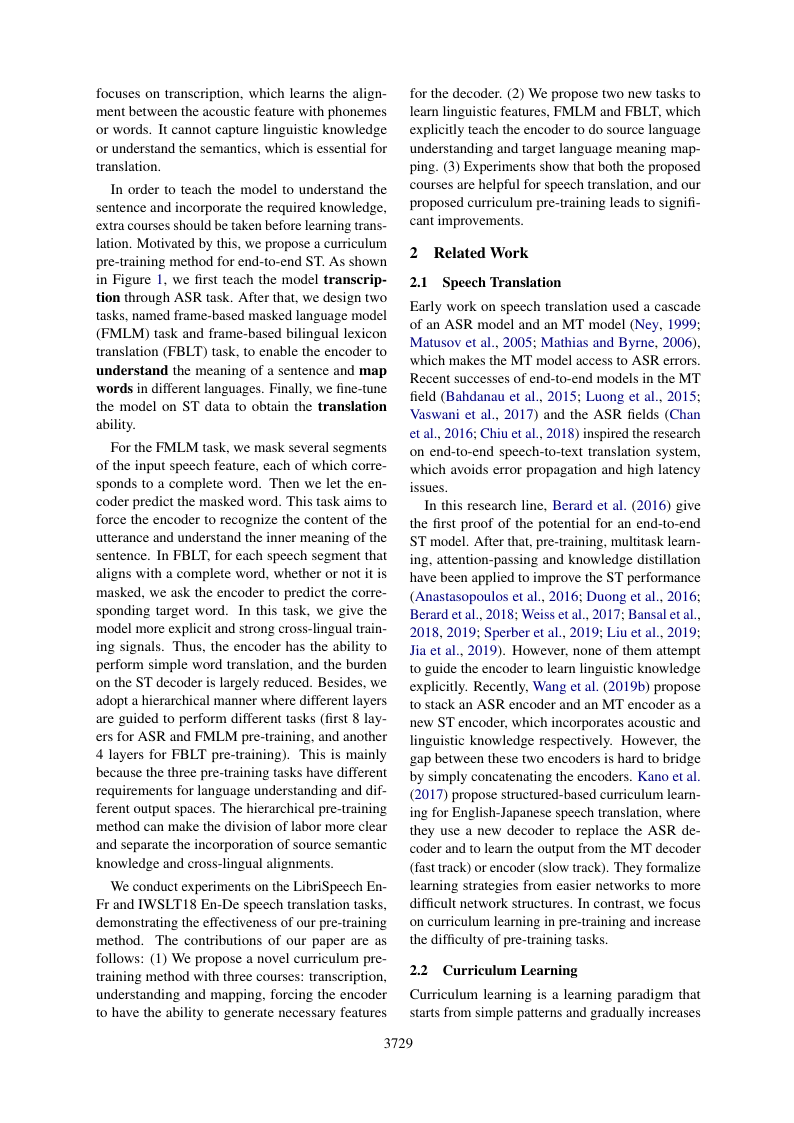 focuses on transcription, which learns the align-
ment between the acoustic feature with phonemes
or words. It cannot capture linguistic knowledge
or understand the semantics, which is essential for
translation.
In order to teach the model to understand the
sentence and incorporate the required knowledge,
extra courses should be taken before learning trans-
lation. Motivated by this, we propose a curriculum
pre-training method for end-to-end ST. As shown
in Figure 1, we first teach the model transcrip-
tion through ASR task. After that, we design two
tasks, named frame-based masked language model
(FMLM) task and frame-based bilingual lexicon
translation (FBLT) task, to enable the encoder to
understand the meaning of a sentence and map
words in different languages. Finally, we fine-tune
the model on ST data to obtain the translation
ability.
For the FMLM task, we mask several segments
of the input speech feature, each of which corre-
sponds to a complete word. Then we let the en-
coder predict the masked word. This task aims to
force the encoder to recognize the content of the
utterance and understand the inner meaning of the
sentence. In FBLT, for each speech segment that
aligns with a complete word, whether or not it is
masked, we ask the encoder to predict the corre-
sponding target word. In this task, we give the
model more explicit and strong cross-lingual train-
ing signals. Thus, the encoder has the ability to
perform simple word translation, and the burden
on the ST decoder is largely reduced. Besides, we
adopt a hierarchical manner where different layers
are guided to perform different tasks (first 8 lay-
ers for ASR and FMLM pre-training, and another
4 layers for FBLT pre-training). This is mainly
because the three pre-training tasks have different
requirements for language understanding and dif-
ferent output spaces. The hierarchical pre-training
method can make the division of labor more clear
and separate the incorporation of source semantic
knowledge and cross-lingual alignments.
We conduct experiments on the LibriSpeech En-
Fr and IWSLT18 En-De speech translation tasks,
demonstrating the effectiveness of our pre-training
method. The contributions of our paper are as
follows: (1) We propose a novel curriculum pre-
training method with three courses: transcription,
understanding and mapping, forcing the encoder
to have the ability to generate necessary features
for the decoder. (2) We propose two new tasks to
learn linguistic features, FMLM and FBLT, which
explicitly teach the encoder to do source language
understanding and target language meaning map-
ping. (3) Experiments show that both the proposed
courses are helpful for speech translation, and our
proposed curriculum pre-training leads to signifi-
cant improvements.
2 Related Work
2.1 Speech Translation
Early work on speech translation used a cascade
of an ASR model and an MT model (Ney, 1999;
Matusov et al., 2005; Mathias and Byrne, 2006),
which makes the MT model access to ASR errors.
Recent successes of end-to-end models in the MT
field (Bahdanau et al., 2015; Luong et al., 2015;
Vaswani et al., 2017) and the ASR fields (Chan
et al., 2016; Chiu et al., 2018) inspired the research
on end-to-end speech-to-text translation system,
which avoids error propagation and high latency
issues.
In this research line, Berard et al. (2016) give
the first proof of the potential for an end-to-end
ST model. After that, pre-training, multitask learn-
ing, attention-passing and knowledge distillation
have been applied to improve the ST performance
(Anastasopoulos et al., 2016; Duong et al., 2016;
Berard et al., 2018; Weiss et al., 2017; Bansal et al.,
2018, 2019; Sperber et al., 2019; Liu et al., 2019;
Jia et al., 2019). However, none of them attempt
to guide the encoder to learn linguistic knowledge
explicitly. Recently, Wang et al. (2019b) propose
to stack an ASR encoder and an MT encoder as a
new ST encoder, which incorporates acoustic and
linguistic knowledge respectively. However, the
gap between these two encoders is hard to bridge
by simply concatenating the encoders. Kano et al.
(2017) propose structured-based curriculum learn-
ing for English-Japanese speech translation, where
they use a new decoder to replace the ASR de-
coder and to learn the output from the MT decoder
(fast track) or encoder (slow track). They formalize
learning strategies from easier networks to more
difficult network structures. In contrast, we focus
on curriculum learning in pre-training and increase
the difficulty of pre-training tasks.
2.2 Curriculum Learning
Curriculum learning is a learning paradigm that
starts from simple patterns and gradually increases
3729